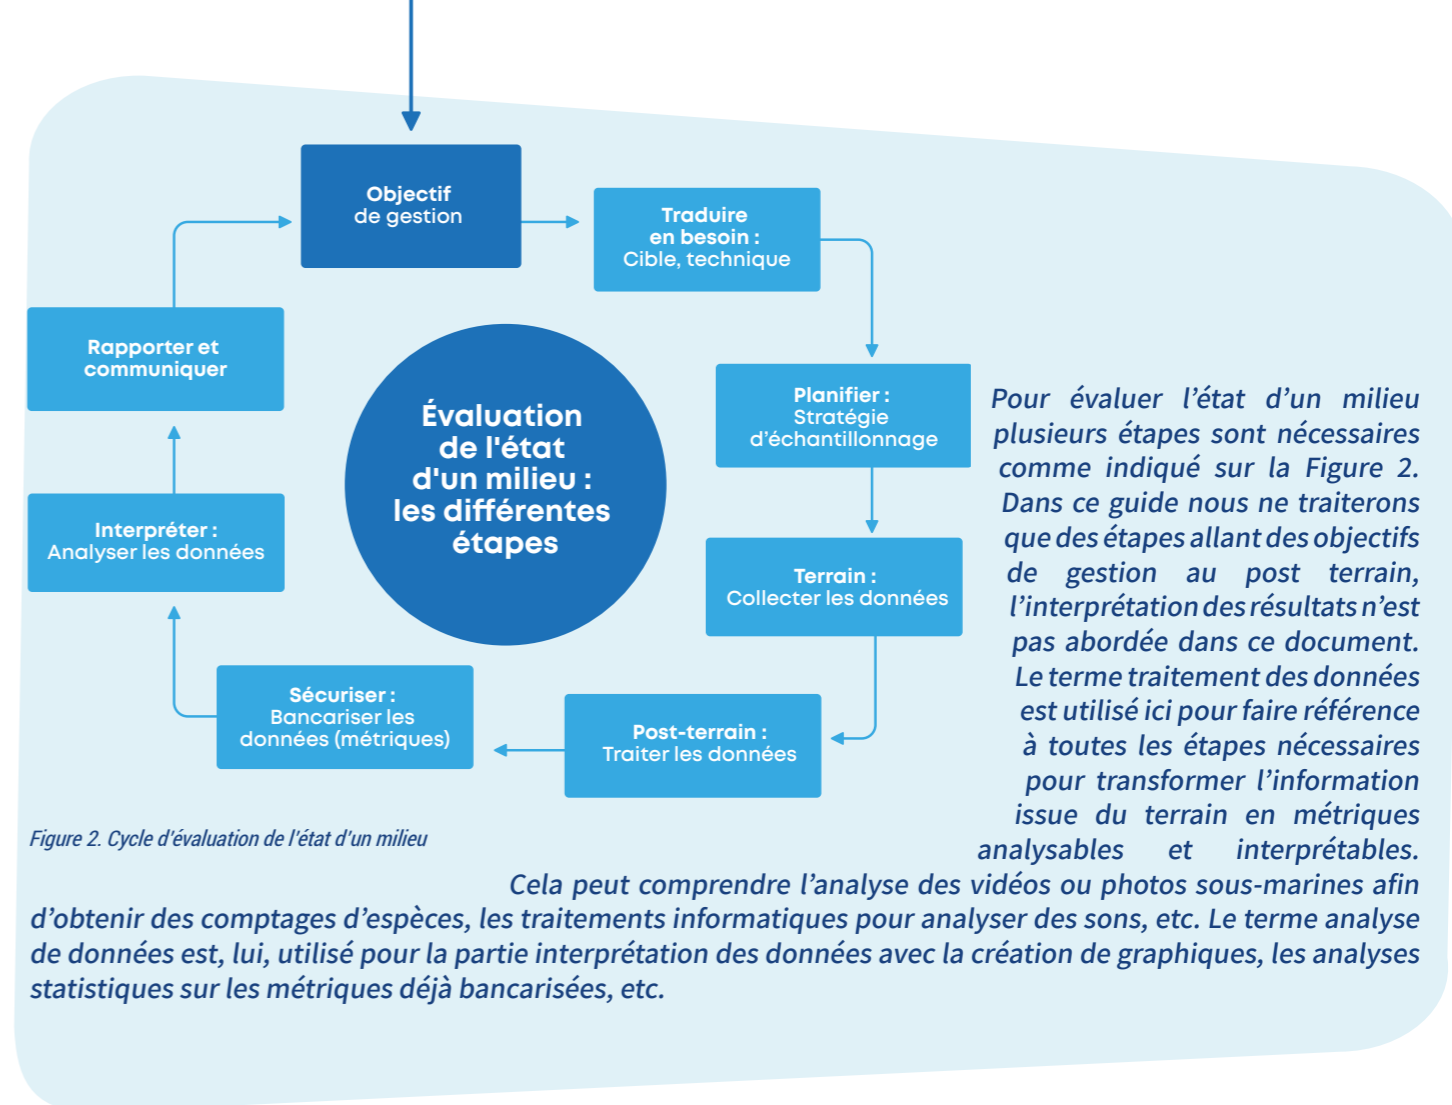 Objectif
de gestion
Traduire
en besoin :
Cible, technique
Planifier :
Stratégie
d'échantillonnage
Terrain :
Collecter les données
Post-terrain :
Traiter les données
Sécuriser :
Bancariser les
données (métriques)
Interpréter :
Analyser les données
Rapporter et
communiquer
Évaluation
de l'état
d'un milieu :
les différentes
étapes
Figure 2. Cycle d'évaluation de l'état d'un milieu
Pour évaluer l'état d'un milieu
plusieurs étapes sont nécessaires
comme indiqué sur la Figure 2.
Dans ce guide nous ne traiterons
que des étapes allant des objectifs
de gestion au post terrain,
l'interprétation des résultats n'est
pas abordée dans ce document.
Le terme traitement des données
est utilisé ici pour faire référence
à toutes les étapes nécessaires
pour transformer l'information
issue du terrain en métriques
analysables et interprétables.
Cela peut comprendre l'analyse des vidéos ou photos sous-marines afin
d'obtenir des comptages d'espèces, les traitements informatiques pour analyser des sons, etc. Le terme analyse
de données est, lui, utilisé pour la partie interprétation des données avec la création de graphiques, les analyses
statistiques sur les métriques déjà bancarisées, etc.